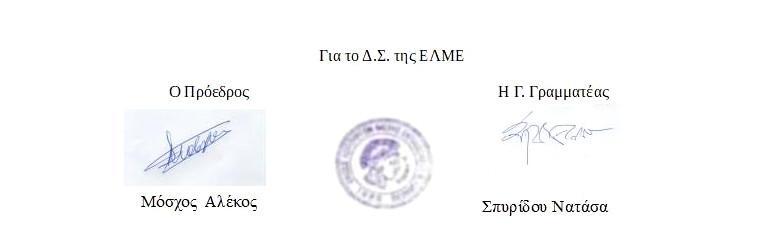 Για το Δ.Σ. της ΕΛΜΕ
Ο Πρόεδρος
Η Γ. Γραμματέας
Μόσχος Αλέκος
Σπυρίδου Νατάσα